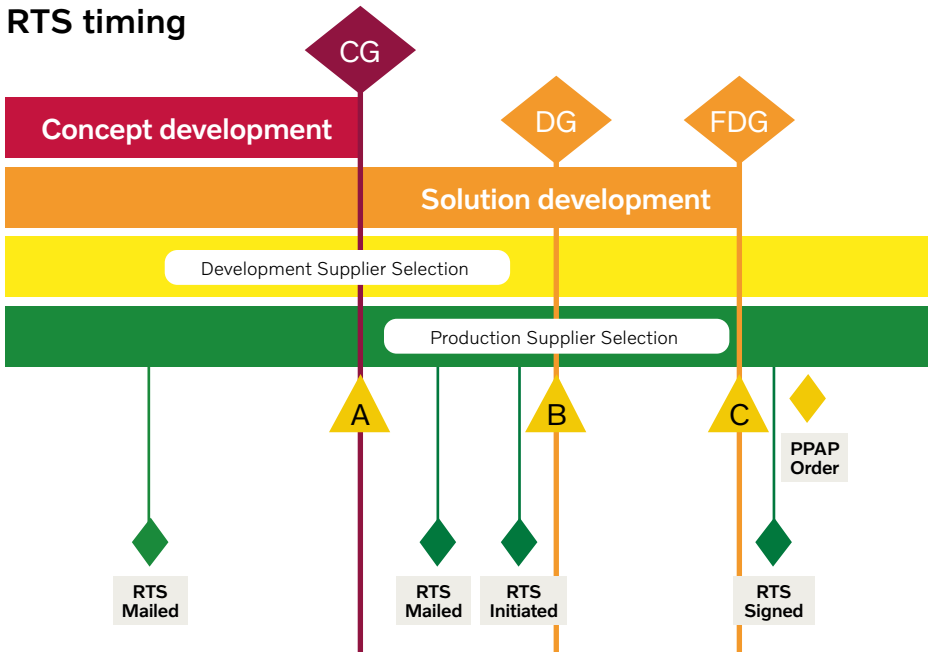 RTS timing
CG
Concept development
DG
FDG
Solution development
Development Supplier Selection
Production Supplier Selection
A
B
C
PPAP
Order
RTS
Mailed
RTS
Mailed
RTS
Initiated
RTS
Signed